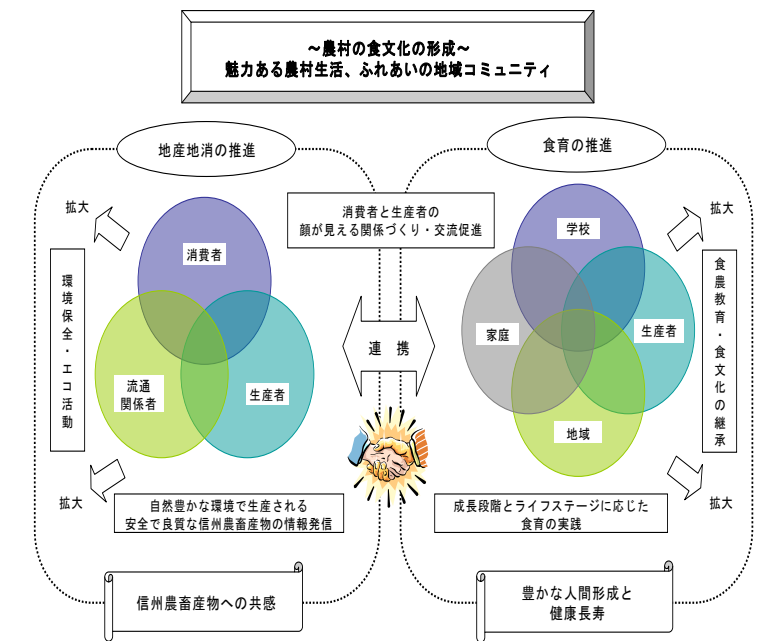 ～農村の食文化の形成～
魅力ある農村生活、ふれあいの地域コミュニティ
地産地消の推進
食育の推進
消費者と生産者の
顔が見える関係づくり・交流促進
拡大
消費者
環境保全・エコ活動
流通
関係者
生産者
拡大
自然豊かな環境で生産される
安全で良質な信州農畜産物の情報発信
信州農畜産物への共感
連携
拡大
学校
家庭
生産者
地域
食農教育・食文化の継承
拡大
成長段階とライフステージに応じた
食育の実践
豊かな人間形成と
健康長寿